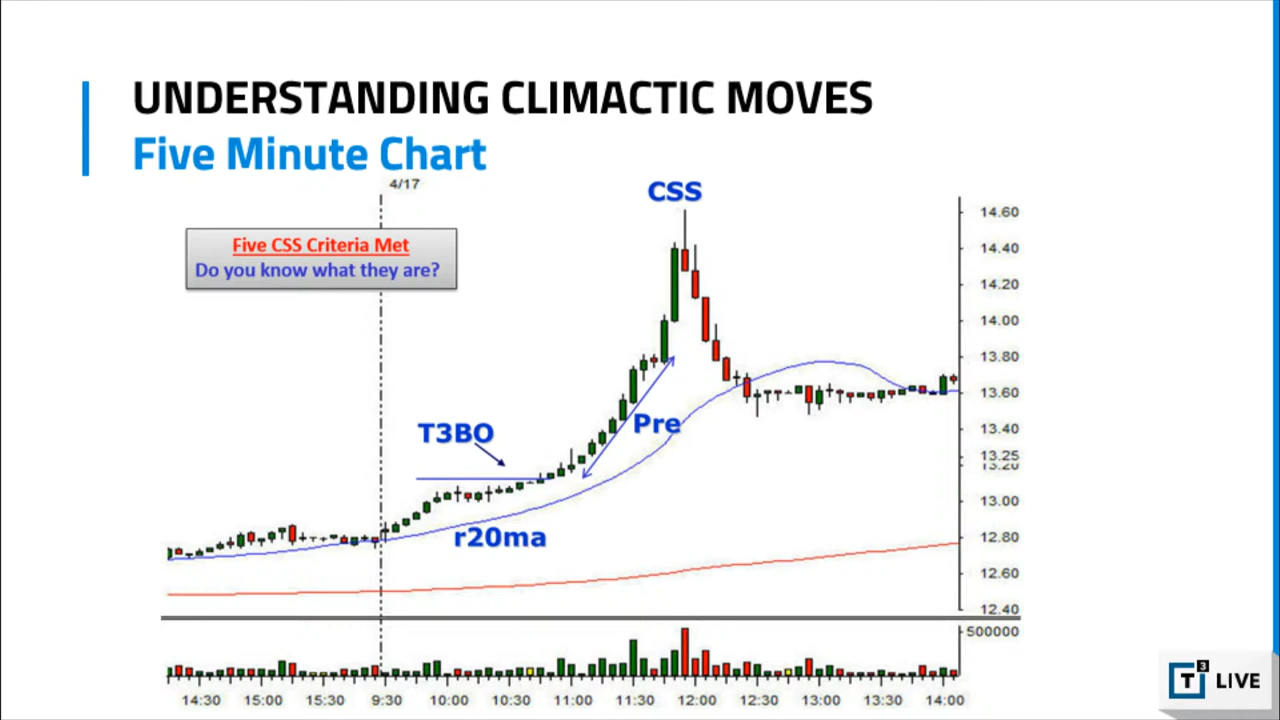 UNDERSTANDING CLIMACTIC MOVES
Five Minute Chart
4/17
CSS
Five CSS Criteria Met
Do you know what they are?
14.60
14.40
14.20
14.00
13.80
13.60
Pre
T3BO
13.40
13.25
13.20
13.00
r20ma
12.80
12.60
12.40
500000
14:30 15:00 15:30 9:30 10:00 10:30 11:00 11:30 12:00 12:30 13:00 13:30 14:00
T3 LIVE